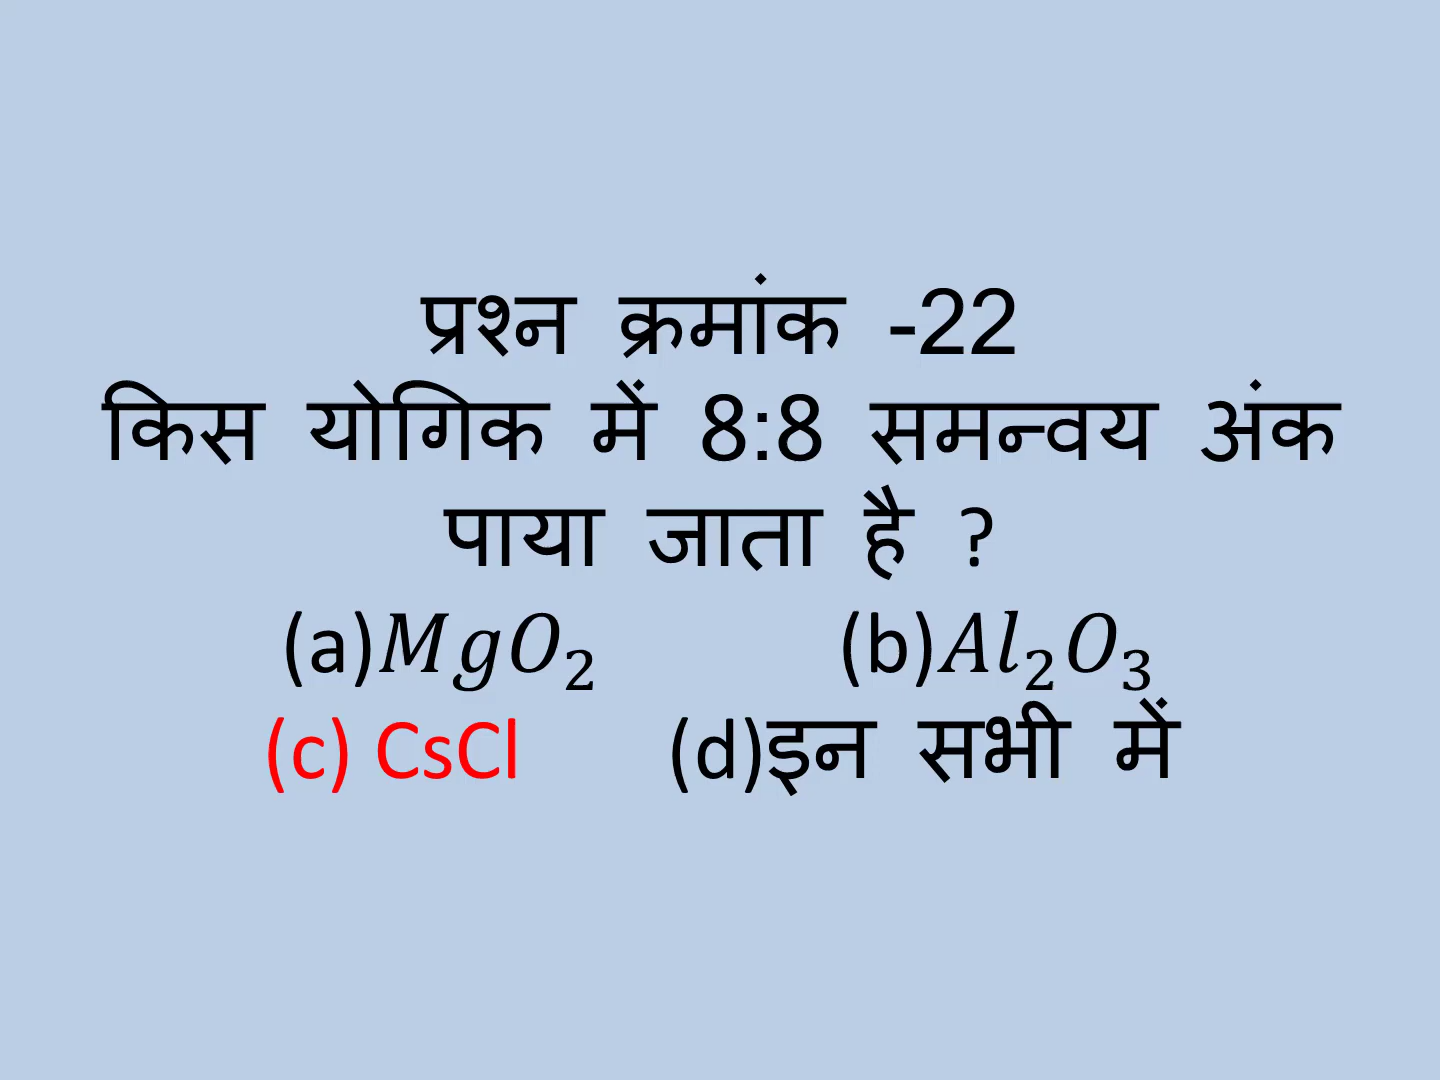 प्रश्न क्रमांक -22
किस योगिक में 8:8 समन्वय अंक
पाया जाता है ?
(a)MgO₂ (b)Al₂O₃
(c) CsCl (d)इन सभी में